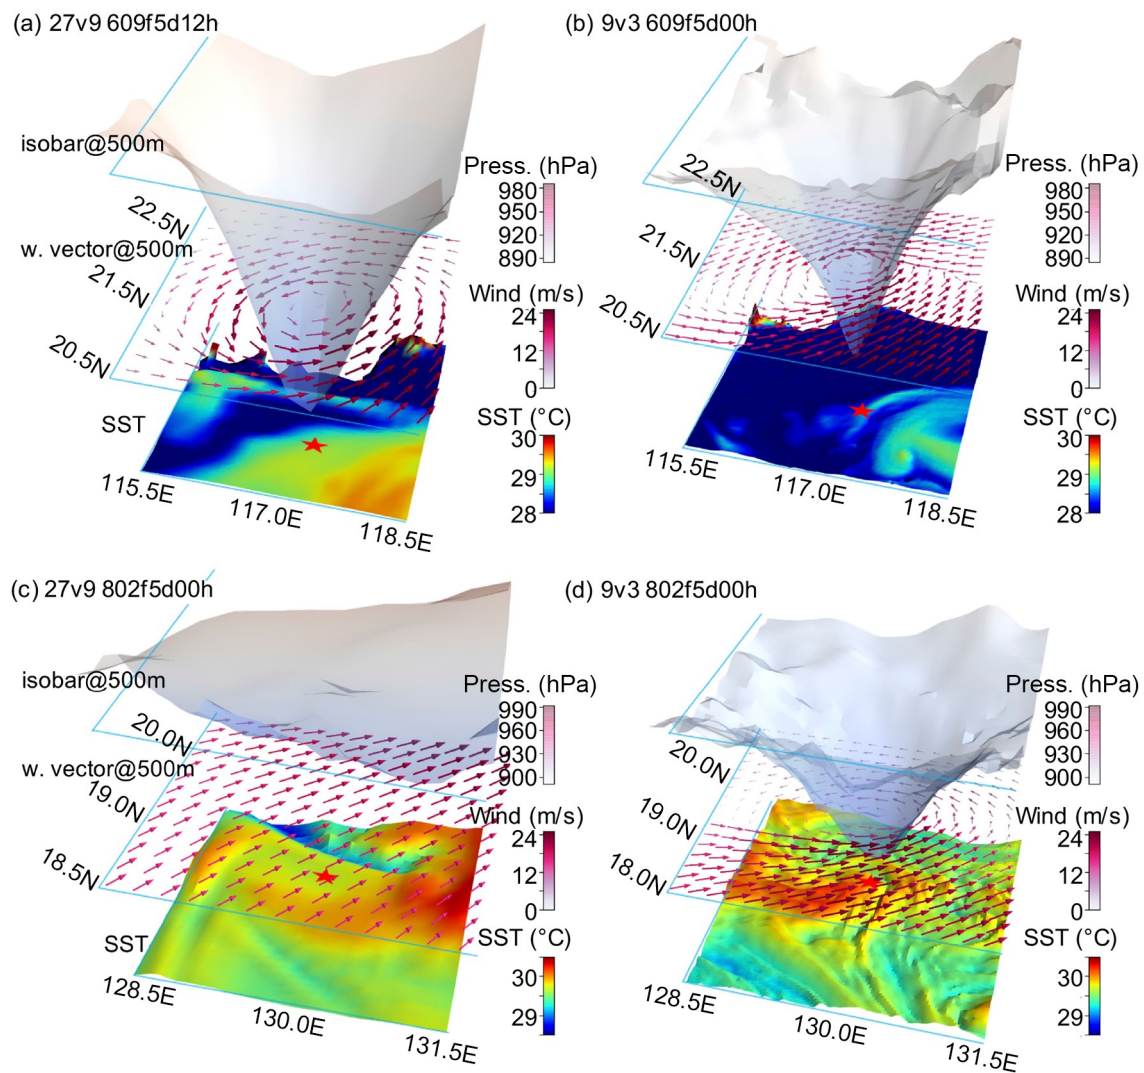 (a) 27v9 609f5d12h
isobar@500m
w. vector@500m
SST
22.5N
21.5N
20.5N
115.5E
117.0E
118.5E
Press. (hPa)
980
950
920
890
Wind (m/s)
24
12
0
SST (°C)
30
29
28
(b) 9v3 609f5d00h
22.5N
21.5N
20.5N
115.5E
117.0E
118.5E
Press. (hPa)
980
950
920
890
Wind (m/s)
24
12
0
SST (°C)
30
29
28
(c) 27v9 802f5d00h
isobar@500m
w. vector@500m
SST
20.0N
19.0N
18.5N
128.5E
130.0E
131.5E
Press. (hPa)
990
960
930
900
Wind (m/s)
24
12
0
SST (°C)
30
29
(d) 9v3 802f5d00h
20.0N
19.0N
18.0N
128.5E
130.0E
131.5E
Press. (hPa)
990
960
930
900
Wind (m/s)
24
12
0
SST (°C)
30
29